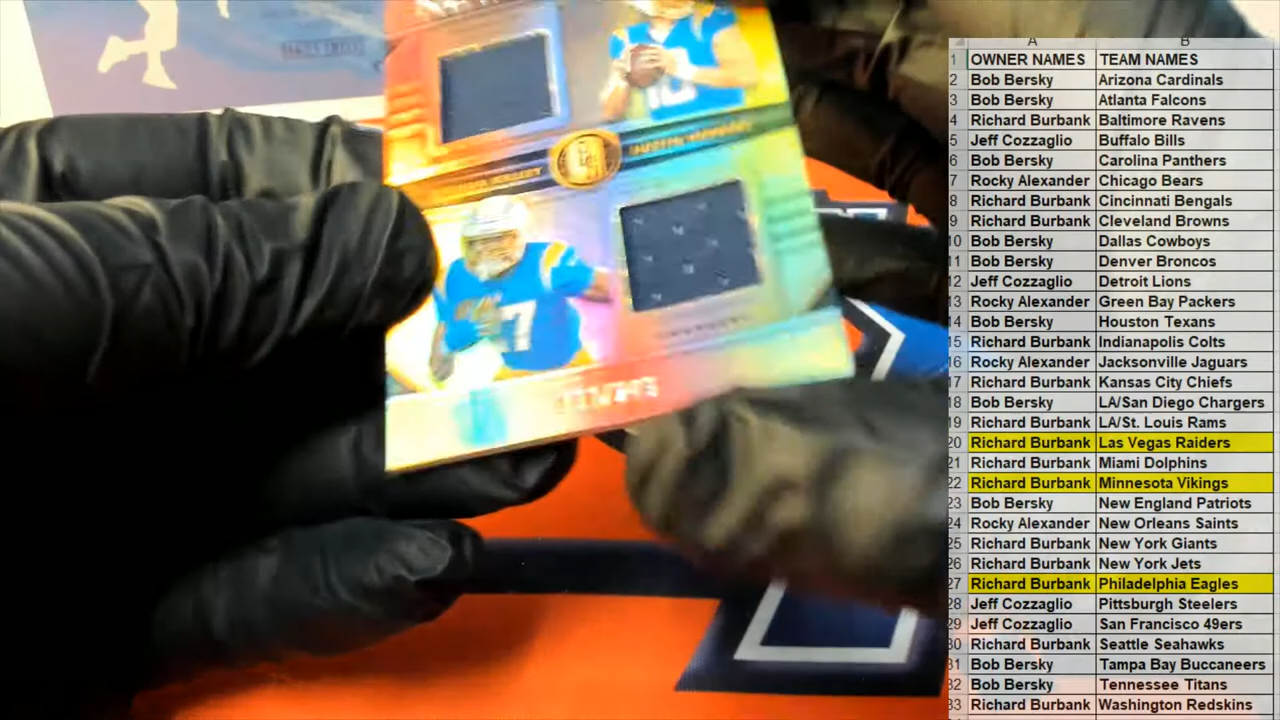 A B
1 OWNER NAMES TEAM NAMES
2 Bob Bersky Arizona Cardinals
3 Bob Bersky Atlanta Falcons
4 Richard Burbank Baltimore Ravens
5 Jeff Cozzaglio Buffalo Bills
6 Bob Bersky Carolina Panthers
7 Rocky Alexander Chicago Bears
8 Richard Burbank Cincinnati Bengals
9 Richard Burbank Cleveland Browns
10 Bob Bersky Dallas Cowboys
11 Bob Bersky Denver Broncos
12 Jeff Cozzaglio Detroit Lions
13 Rocky Alexander Green Bay Packers
14 Bob Bersky Houston Texans
15 Richard Burbank Indianapolis Colts
16 Rocky Alexander Jacksonville Jaguars
17 Richard Burbank Kansas City Chiefs
18 Bob Bersky LA/San Diego Chargers
19 Richard Burbank LA/St. Louis Rams
20 Richard Burbank Las Vegas Raiders
21 Richard Burbank Miami Dolphins
22 Richard Burbank Minnesota Vikings
23 Bob Bersky New England Patriots
24 Rocky Alexander New Orleans Saints
25 Richard Burbank New York Giants
26 Richard Burbank New York Jets
27 Richard Burbank Philadelphia Eagles
28 Jeff Cozzaglio Pittsburgh Steelers
29 Jeff Cozzaglio San Francisco 49ers
30 Richard Burbank Seattle Seahawks
31 Bob Bersky Tampa Bay Buccaneers
32 Bob Bersky Tennessee Titans
33 Richard Burbank Washington Redskins
10
7